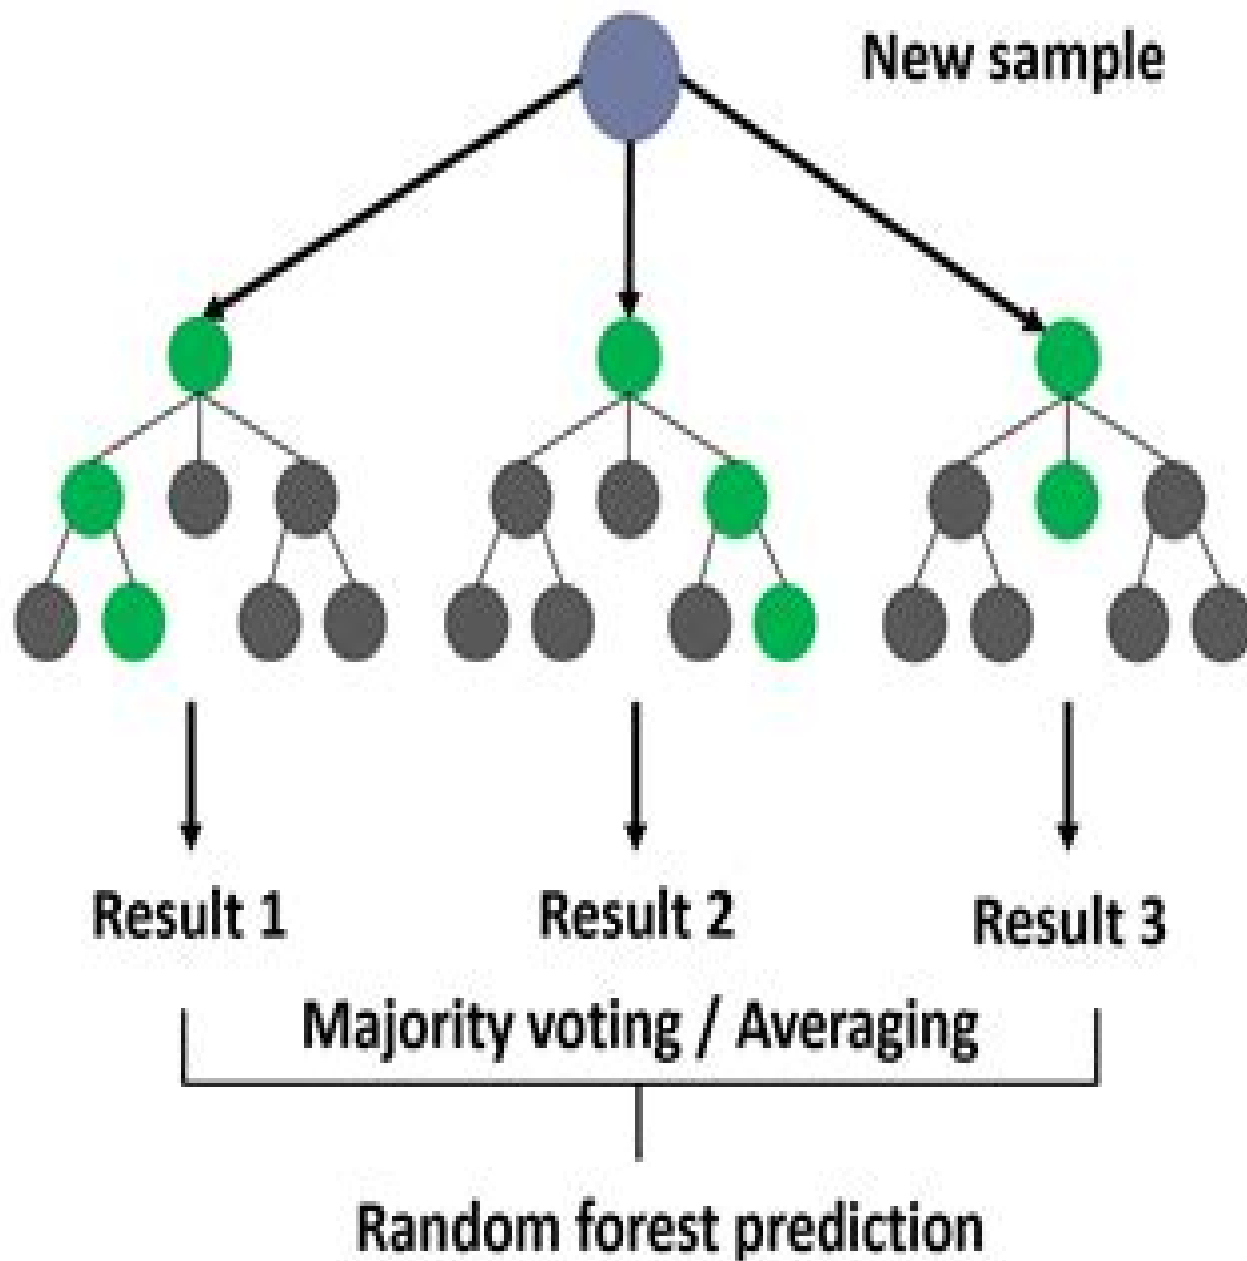 New sample
Result 1
Result 2
Result 3
Majority voting / Averaging
Random forest prediction